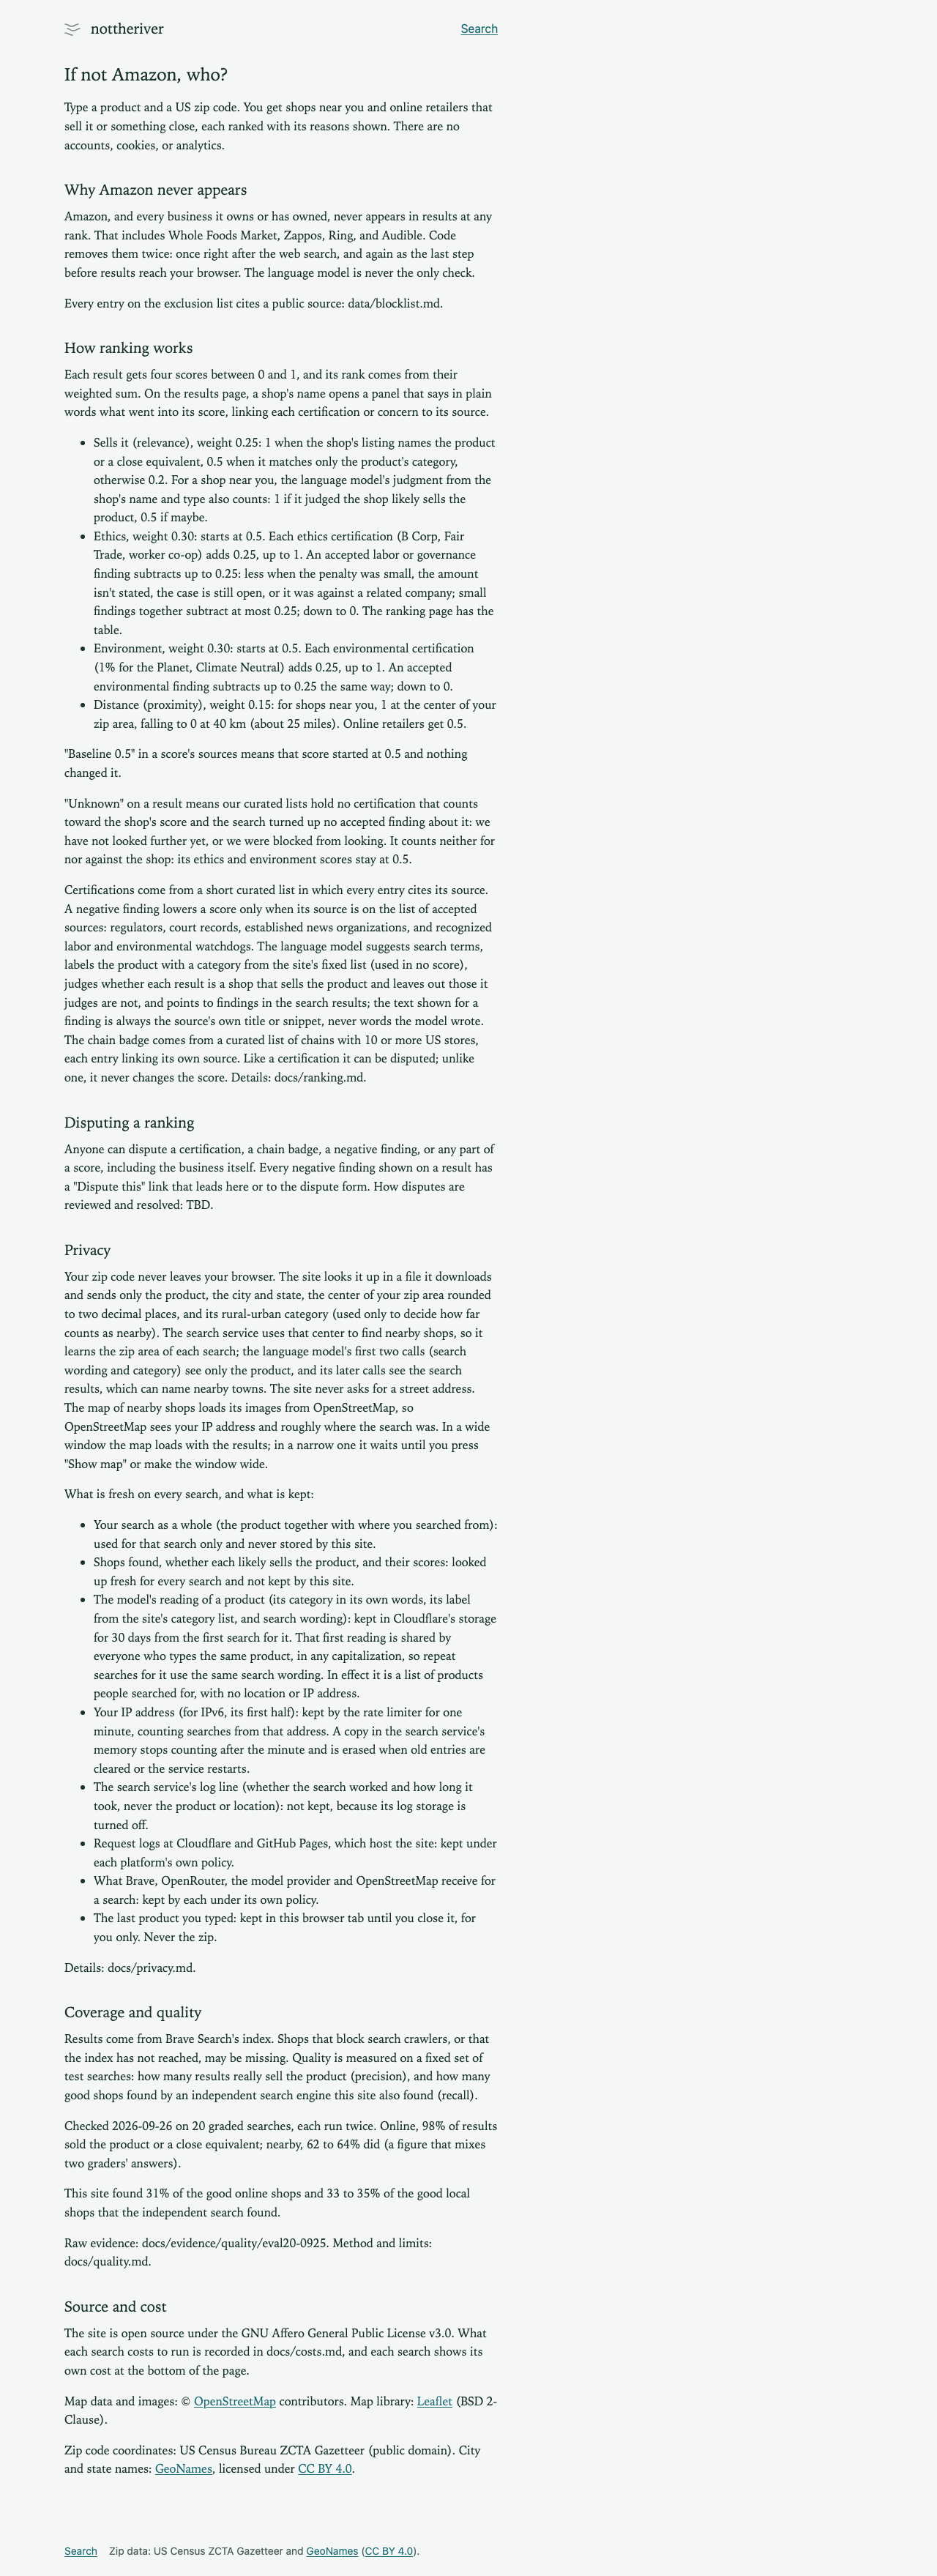 nottheriver
Search
If not Amazon, who?
Type a product and a US zip code. You get shops near you and online retailers that
sell it or something close, each ranked with its reasons shown. There are no
accounts, cookies, or analytics.
Why Amazon never appears
Amazon, and every business it owns or has owned, never appears in results at any
rank. That includes Whole Foods Market, Zappos, Ring, and Audible. Code
removes them twice: once right after the web search, and again as the last step
before results reach your browser. The language model is never the only check.
Every entry on the exclusion list cites a public source: data/blocklist.md.
How ranking works
Each result gets four scores between 0 and 1, and its rank comes from their
weighted sum. On the results page, a shop's name opens a panel that says in plain
words what went into its score, linking each certification or concern to its source.
• Sells it (relevance), weight 0.25: 1 when the shop's listing names the product
or a close equivalent, 0.5 when it matches only the product's category,
otherwise 0.2. For a shop near you, the language model's judgment from the
shop's name and type also counts: 1 if it judged the shop likely sells the
product, 0.5 if maybe.
• Ethics, weight 0.30: starts at 0.5. Each ethics certification (B Corp, Fair
Trade, worker co-op) adds 0.25, up to 1. An accepted labor or governance
finding subtracts up to 0.25: less when the penalty was small, the amount
isn't stated, the case is still open, or it was against a related company; small
findings together subtract at most 0.25; down to 0. The ranking page has the
table.
• Environment, weight 0.30: starts at 0.5. Each environmental certification
(1% for the Planet, Climate Neutral) adds 0.25, up to 1. An accepted
environmental finding subtracts up to 0.25 the same way; down to 0.
• Distance (proximity), weight 0.15: for shops near you, 1 at the center of your
zip area, falling to 0 at 40 km (about 25 miles). Online retailers get 0.5.
"Baseline 0.5" in a score's sources means that score started at 0.5 and nothing
changed it.
"Unknown" on a result means our curated lists hold no certification that counts
toward the shop's score and the search turned up no accepted finding about it: we
have not looked further yet, or we were blocked from looking. It counts neither for
nor against the shop: its ethics and environment scores stay at 0.5.
Certifications come from a short curated list in which every entry cites its source.
A negative finding lowers a score only when its source is on the list of accepted
sources: regulators, court records, established news organizations, and recognized
labor and environmental watchdogs. The language model suggests search terms,
labels the product with a category from the site's fixed list (used in no score),
judges whether each result is a shop that sells the product and leaves out those it
judges are not, and points to findings in the search results; the text shown for a
finding is always the source's own title or snippet, never words the model wrote.
The chain badge comes from a curated list of chains with 10 or more US stores,
each entry linking its own source. Like a certification it can be disputed; unlike
one, it never changes the score. Details: docs/ranking.md.
Disputing a ranking
Anyone can dispute a certification, a chain badge, a negative finding, or any part of
a score, including the business itself. Every negative finding shown on a result has
a "Dispute this" link that leads here or to the dispute form. How disputes are
reviewed and resolved: TBD.
Privacy
Your zip code never leaves your browser. The site looks it up in a file it downloads
and sends only the product, the city and state, the center of your zip area rounded
to two decimal places, and its rural-urban category (used only to decide how far
counts as nearby). The search service uses that center to find nearby shops, so it
learns the zip area of each search; the language model's first two calls (search
wording and category) see only the product, and its later calls see the search
results, which can name nearby towns. The site never asks for a street address.
The map of nearby shops loads its images from OpenStreetMap, so
OpenStreetMap sees your IP address and roughly where the search was. In a wide
window the map loads with the results; in a narrow one it waits until you press
"Show map" or make the window wide.
What is fresh on every search, and what is kept:
• Your search as a whole (the product together with where you searched from):
used for that search only and never stored by this site.
• Shops found, whether each likely sells the product, and their scores: looked
up fresh for every search and not kept by this site.
• The model's reading of a product (its category in its own words, its label
from the site's category list, and search wording): kept in Cloudflare's storage
for 30 days from the first search for it. That first reading is shared by
everyone who types the same product, in any capitalization, so repeat
searches for it use the same search wording. In effect it is a list of products
people searched for, with no location or IP address.
• Your IP address (for IPv6, its first half): kept by the rate limiter for one
minute, counting searches from that address. A copy in the search service's
memory stops counting after the minute and is erased when old entries are
cleared or the service restarts.
• The search service's log line (whether the search worked and how long it
took, never the product or location): not kept, because its log storage is
turned off.
• Request logs at Cloudflare and GitHub Pages, which host the site: kept under
each platform's own policy.
• What Brave, OpenRouter, the model provider and OpenStreetMap receive for
a search: kept by each under its own policy.
• The last product you typed: kept in this browser tab until you close it, for
you only. Never the zip.
Details: docs/privacy.md.
Coverage and quality
Results come from Brave Search's index. Shops that block search crawlers, or that
the index has not reached, may be missing. Quality is measured on a fixed set of
test searches: how many results really sell the product (precision), and how many
good shops found by an independent search engine this site also found (recall).
Checked 2026-09-26 on 20 graded searches, each run twice. Online, 98% of results
sold the product or a close equivalent; nearby, 62 to 64% did (a figure that mixes
two graders' answers).
This site found 31% of the good online shops and 33 to 35% of the good local
shops that the independent search found.
Raw evidence: docs/evidence/quality/eval20-0925. Method and limits:
docs/quality.md.
Source and cost
The site is open source under the GNU Affero General Public License v3.0. What
each search costs to run is recorded in docs/costs.md, and each search shows its
own cost at the bottom of the page.
Map data and images: © OpenStreetMap contributors. Map library: Leaflet (BSD 2-
Clause).
Zip code coordinates: US Census Bureau ZCTA Gazetteer (public domain). City
and state names: GeoNames, licensed under CC BY 4.0.
Search Zip data: US Census ZCTA Gazetteer and GeoNames (CC BY 4.0).